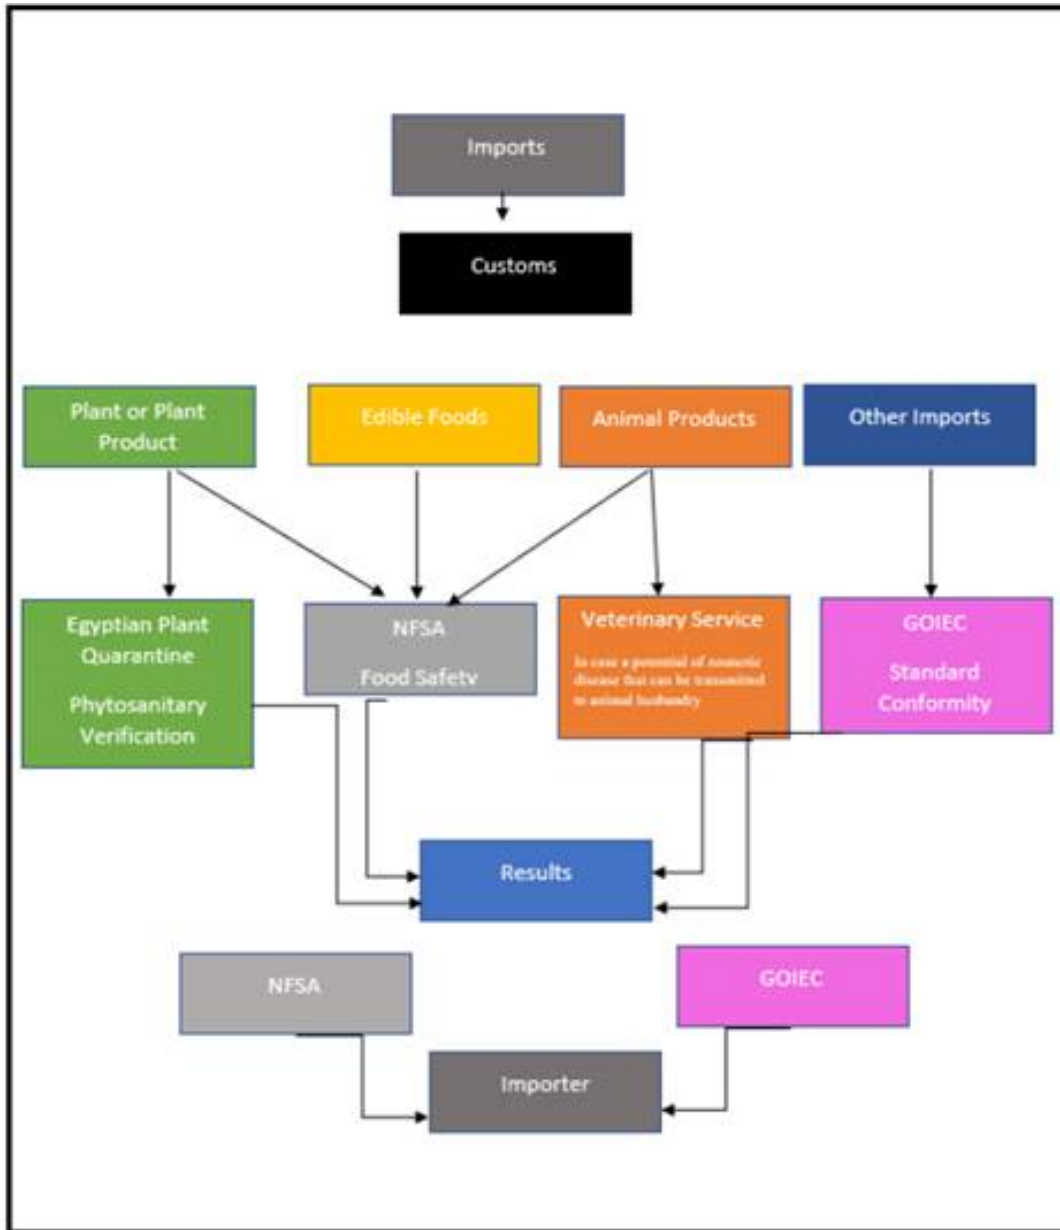 Imports
Customs
Plant or Plant
Product
Edible Foods
Animal Products
Other Imports
Egyptian Plant
Quarantine
Phytosanitary
Verification
NFSA
Food Safety
Veterinary Service
In case a potential of zoonotic
disease that can be transmitted
to animal husbandry
GOIEC
Standard
Conformity
Results
NFSA
GOIEC
Importer